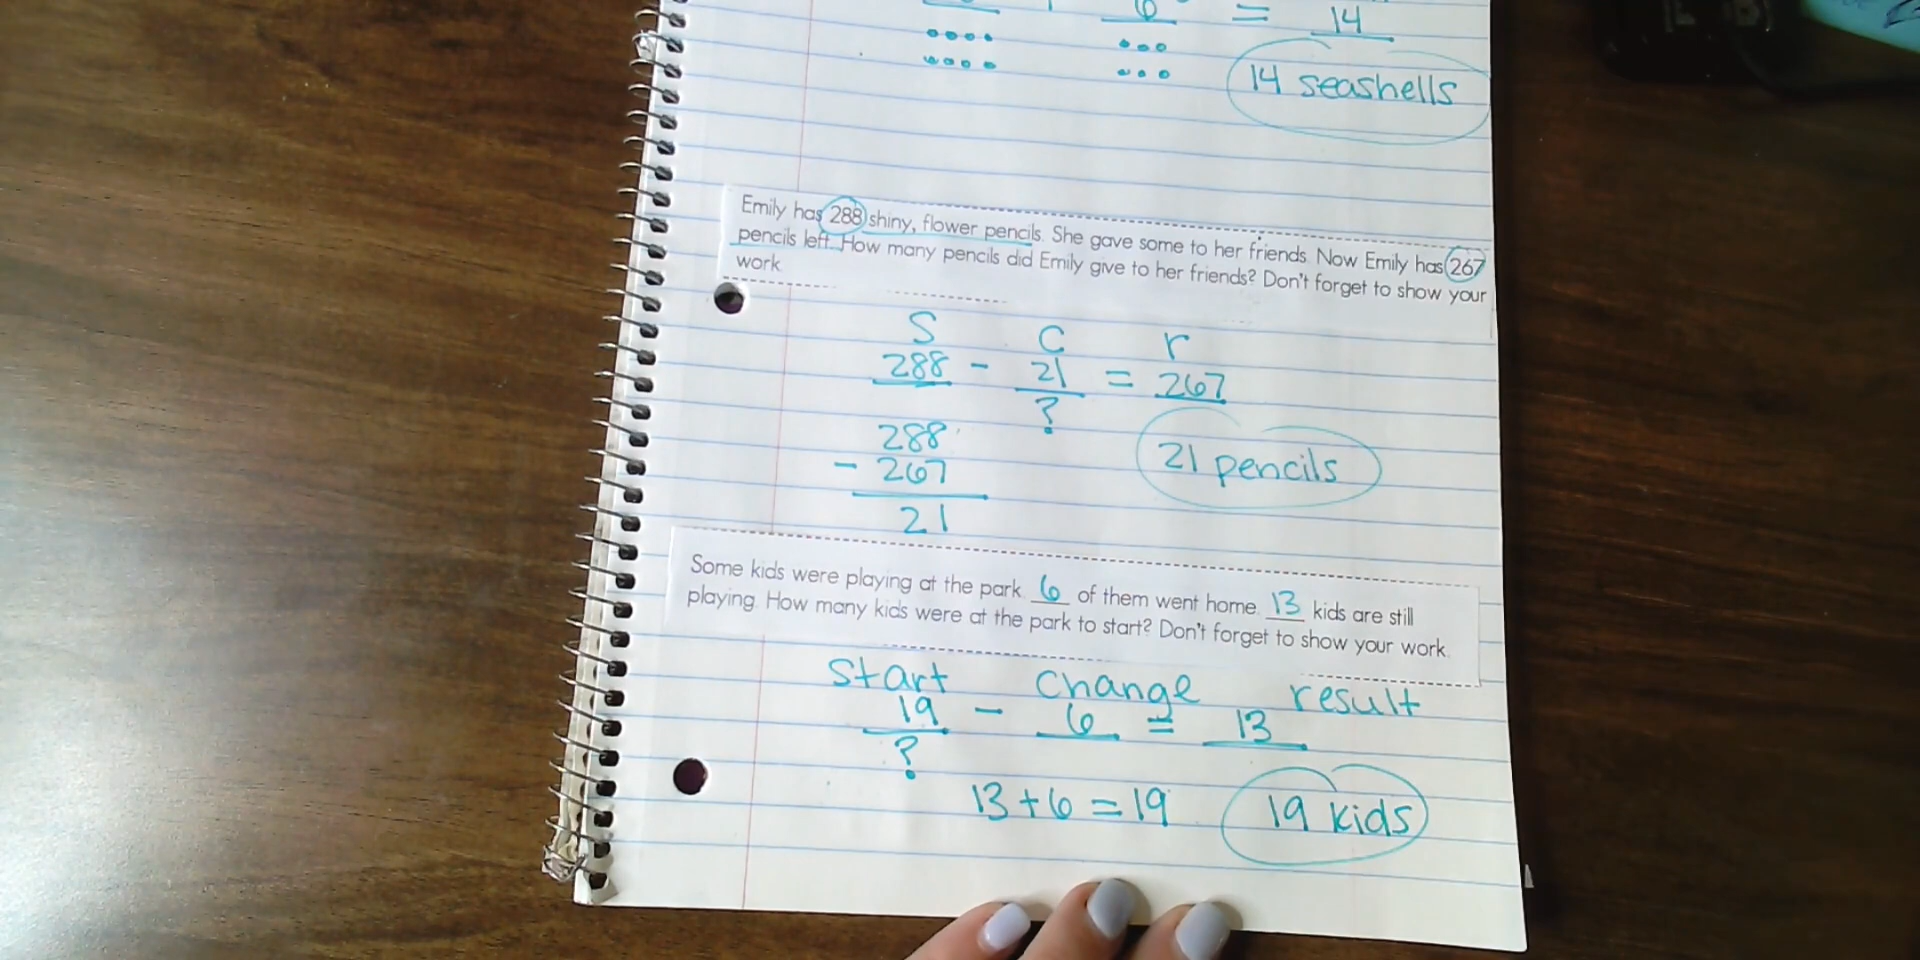 6 = 14
14 seashells
Emily has 288 shiny, flower pencils. She gave some to her friends. Now Emily has 267
pencils left. How many pencils did Emily give to her friends? Don't forget to show your
work.
S C r
288 - 21 = 267
?
288
- 267
21
21 pencils
Some kids were playing at the park. 6 of them went home. 13 kids are still
playing. How many kids were at the park to start? Don't forget to show your work.
Start change result
19 - 6 = 13
?
13 + 6 = 19
19 kids